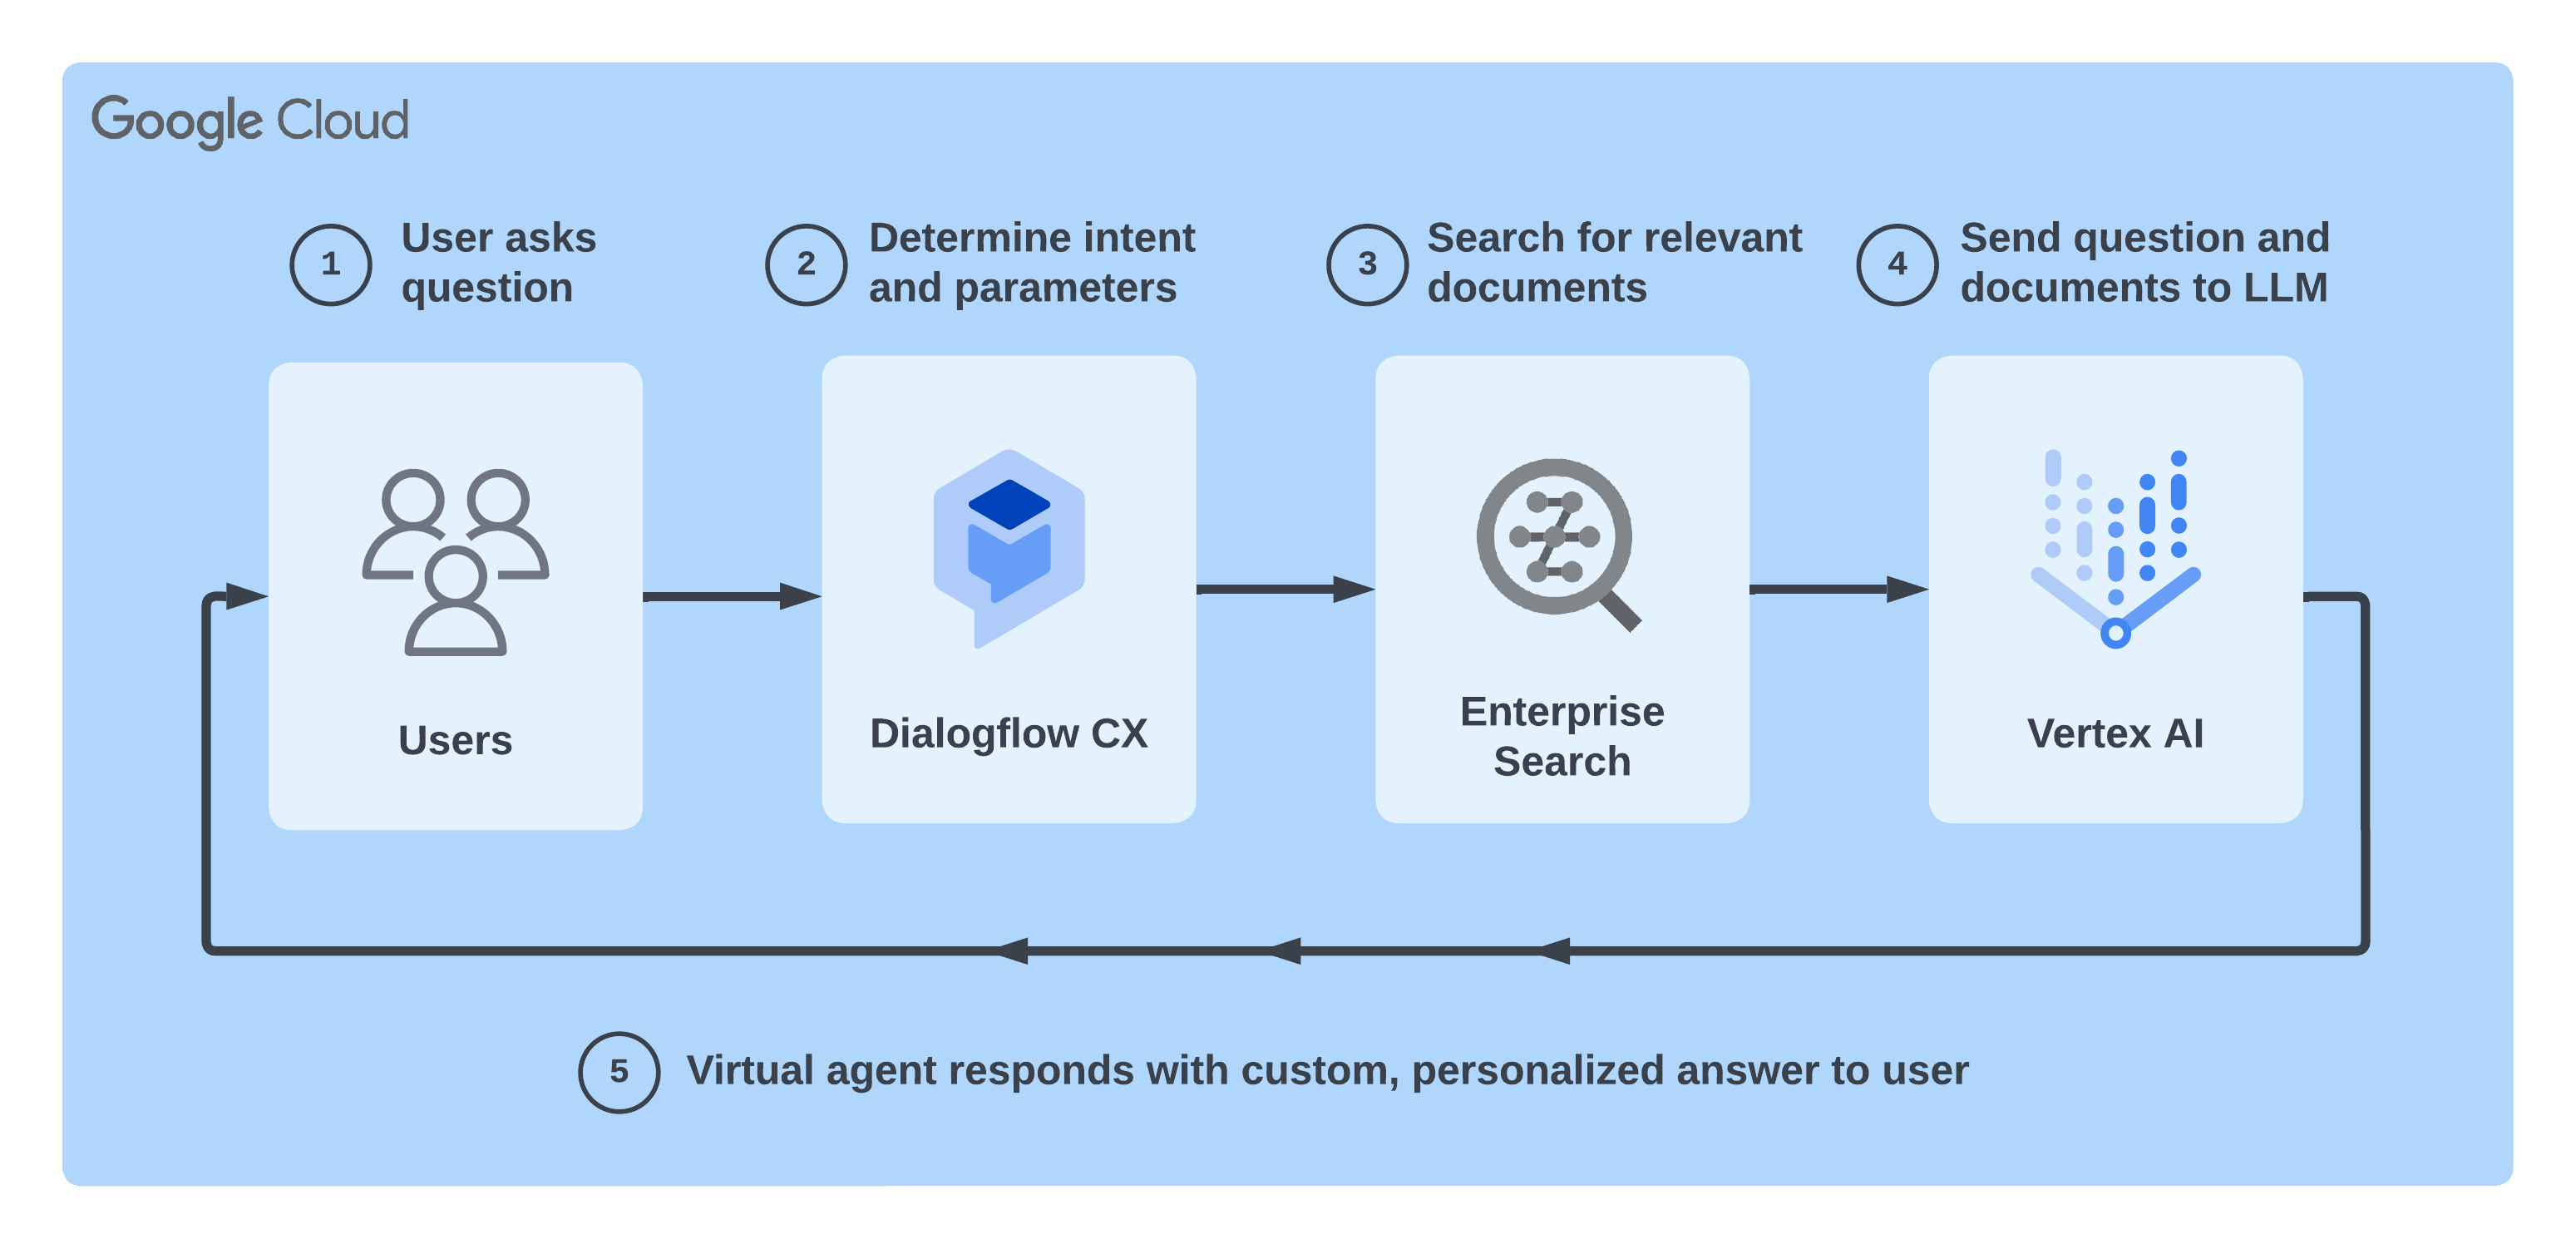 Google Cloud
1
User asks
question
2
Determine intent
and parameters
3
Search for relevant
documents
4
Send question and
documents to LLM
Users
Dialogflow CX
Enterprise
Search
Vertex AI
5
Virtual agent responds with custom, personalized answer to user